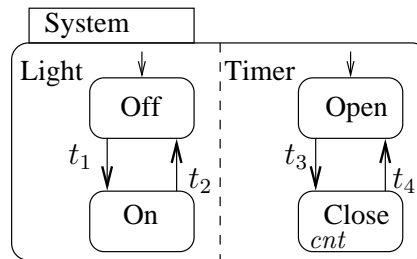 System
Light
Timer
Off
Open
t1
t2
t3
t4
On
Close
cnt